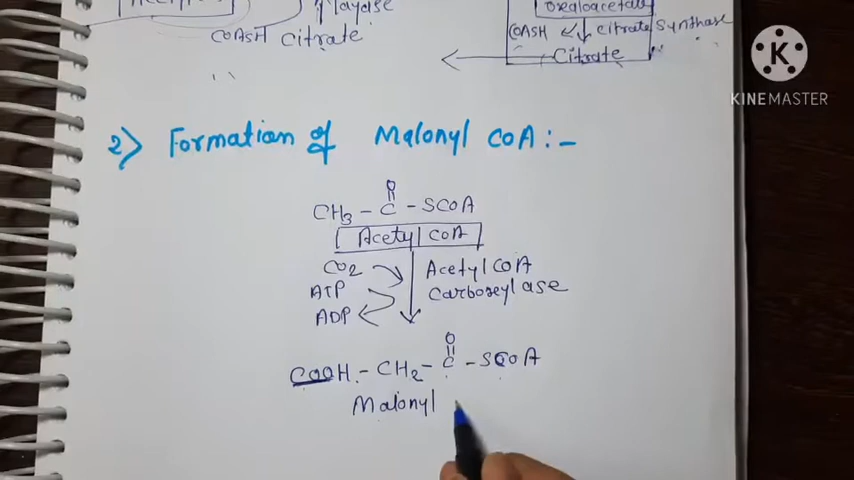 COASH Citrate
Oxaloacetate
COASH Citrate Synthase
Citrate
KINEMASTER
2) Formation of Malonyl COA:-
O
CH3 - C - SCOA
Acetyl COA
CO2 Acetyl COA
ATP Carboxylase
ADP
O
COOH - CH2 - C - SCOA
Malonyl